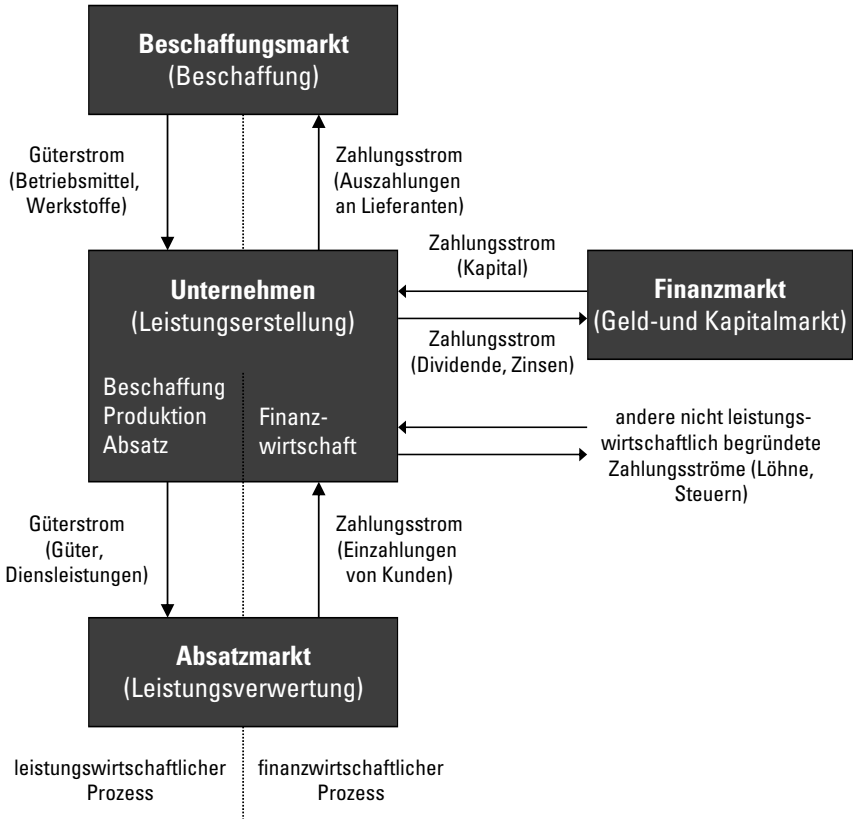 Beschaffungsmarkt
(Beschaffung)
Güterstrom
(Betriebsmittel,
Werkstoffe)
Zahlungsstrom
(Auszahlungen
an Lieferanten)
Zahlungsstrom
(Kapital)
Unternehmen
(Leistungserstellung)
Finanzmarkt
(Geld-und Kapitalmarkt)
Zahlungsstrom
(Dividende, Zinsen)
Beschaffung
Produktion
Absatz
Finanz-
wirtschaft
andere nicht leistungs-
wirtschaftlich begründete
Zahlungsströme (Löhne,
Steuern)
Güterstrom
(Güter,
Diensleistungen)
Zahlungsstrom
(Einzahlungen
von Kunden)
Absatzmarkt
(Leistungsverwertung)
leistungswirtschaftlicher
Prozess
finanzwirtschaftlicher
Prozess